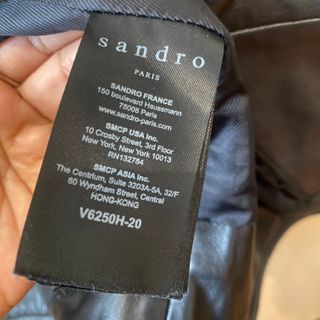 sandro
PARIS
SANDRO FRANCE
150 boulevard Haussmann
75008 Paris
www.sandro-paris.com
SMCP USA Inc.
10 Crosby Street, 3rd Floor
New York, New York 10013
RN132784
SMCP ASIA Inc.
The Centrium, Suite 3203A-5A, 32/F
60 Wyndham Street, Central
HONG-KONG
V6250H-20